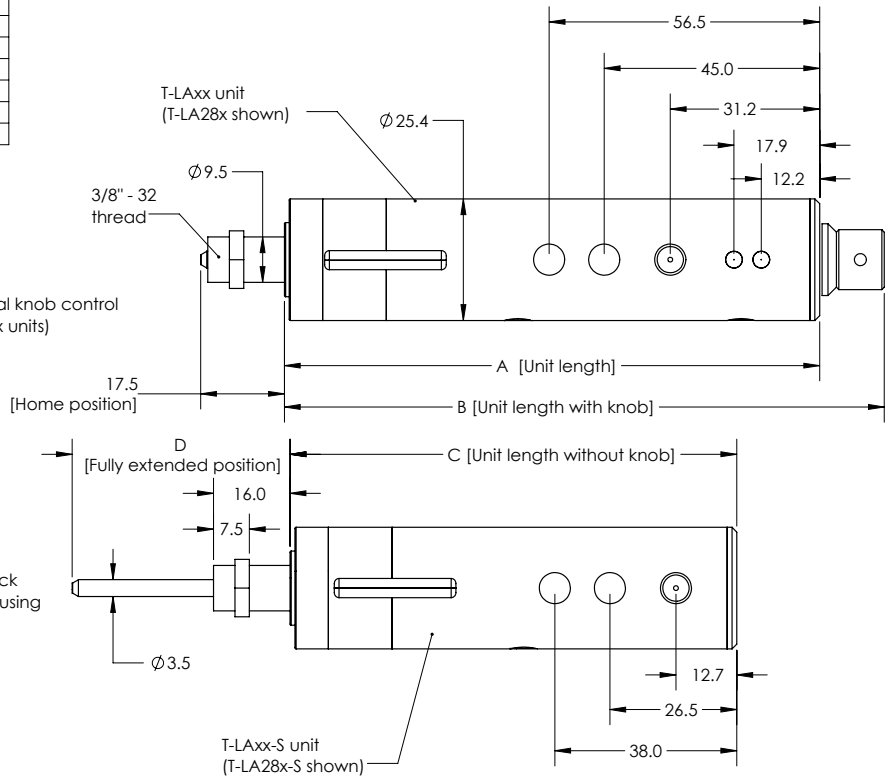 56.5
45.0
T-LAxx unit
(T-LA28x shown)
31.2
Ø25.4
17.9
Ø9.5
12.2
3/8" - 32
thread
al knob control
x units)
A [Unit length]
17.5
[Home position]
B [Unit length with knob]
D
[Fully extended position]
C [Unit length without knob]
16.0
7.5
ck
using
Ø3.5
12.7
26.5
T-LAxx-S unit
(T-LA28x-S shown)
38.0